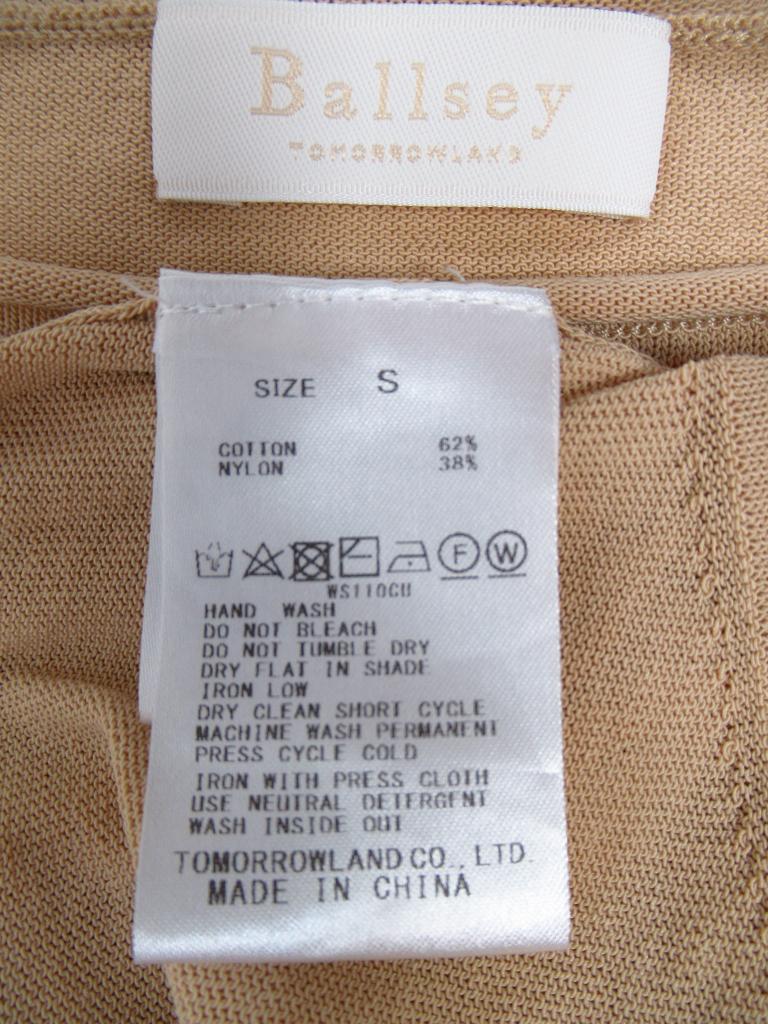 Ballsey
TOMORROWLAND
SIZE S
COTTON 62%
NYLON 38%
F W
WS110CU
HAND WASH
DO NOT BLEACH
DO NOT TUMBLE DRY
DRY FLAT IN SHADE
IRON LOW
DRY CLEAN SHORT CYCLE
MACHINE WASH PERMANENT
PRESS CYCLE COLD
IRON WITH PRESS CLOTH
USE NEUTRAL DETERGENT
WASH INSIDE OUT
TOMORROWLAND CO., LTD.
MADE IN CHINA